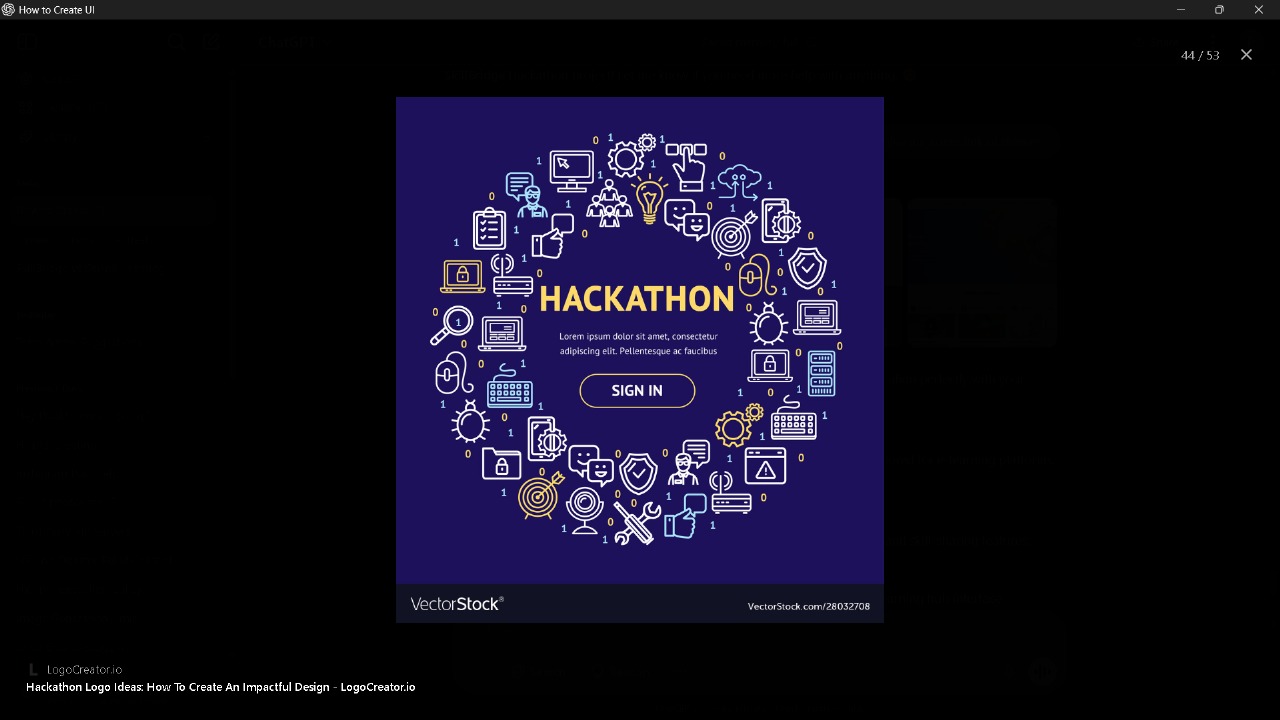 How to Create UI
44 / 53
HACKATHON
Lorem ipsum dolor sit amet, consectetur
adipiscing elit. Pellentesque ac faucibus
SIGN IN
VectorStock®
VectorStock.com/28032708
L LogoCreator.io
Hackathon Logo Ideas: How To Create An Impactful Design - LogoCreator.io